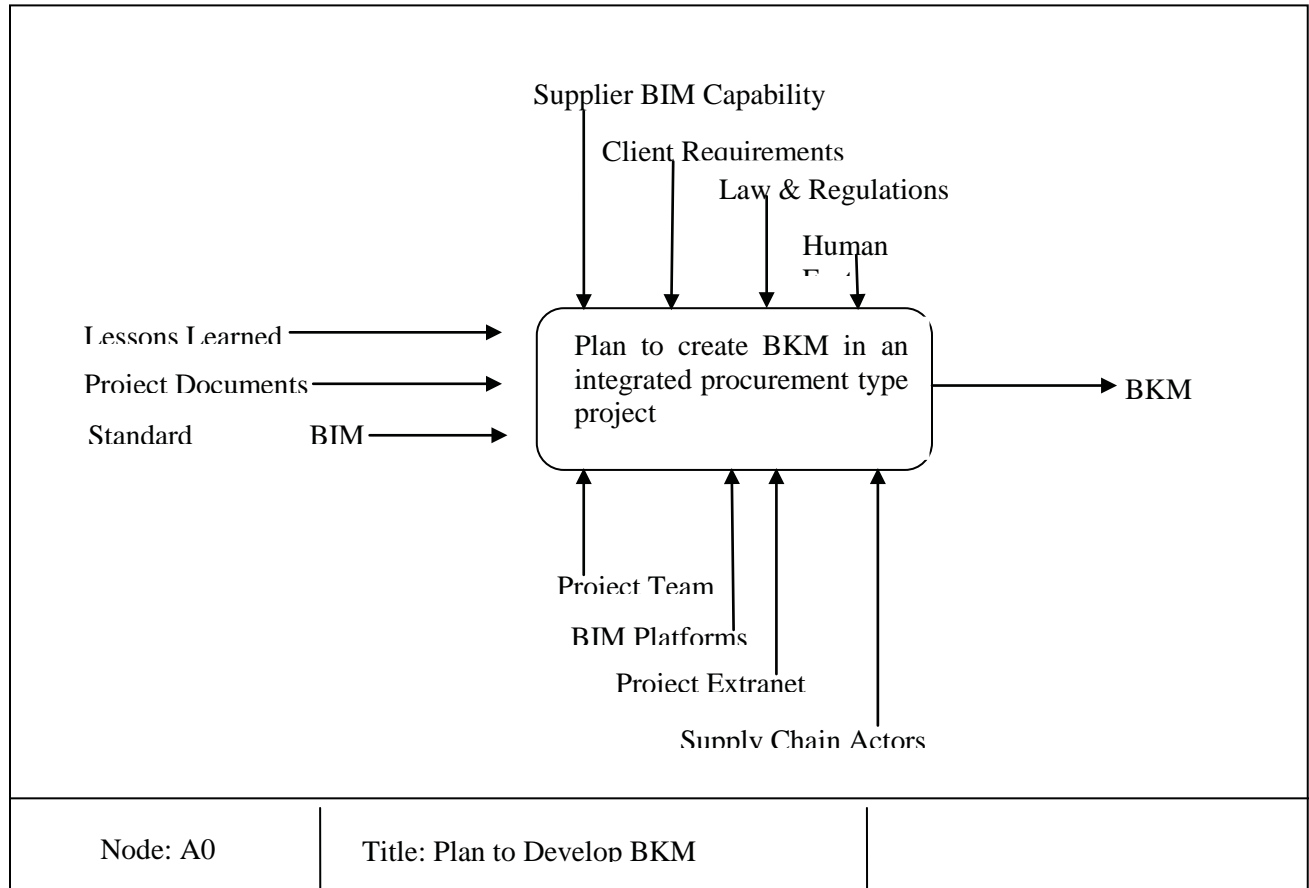 Supplier BIM Capability
Client Requirements
Law & Regulations
Human
Lessons Learned
Project Documents
Standard BIM
Plan to create BKM in an
integrated procurement type
project
BKM
Project Team
BIM Platforms
Project Extranet
Supply Chain Actors
Node: A0
Title: Plan to Develop BKM